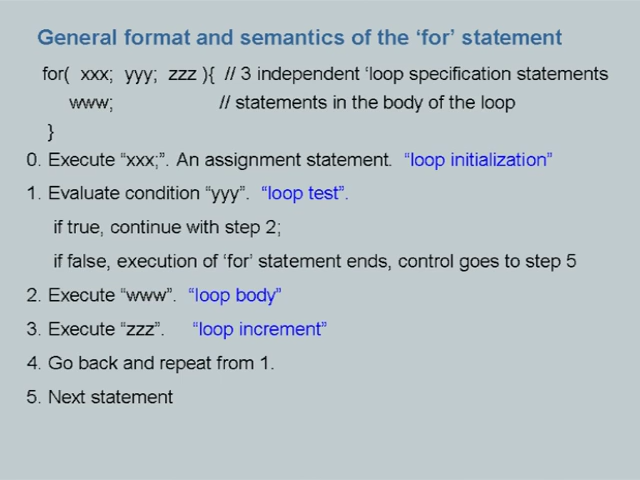 General format and semantics of the ‘for’ statement
for( xxx; yyy; zzz ){ // 3 independent ‘loop specification statements
www; // statements in the body of the loop
}
0. Execute “xxx;”. An assignment statement. “loop initialization”
1. Evaluate condition “yyy”. “loop test”.
if true, continue with step 2;
if false, execution of ‘for’ statement ends, control goes to step 5
2. Execute “www”. “loop body”
3. Execute “zzz”. “loop increment”
4. Go back and repeat from 1.
5. Next statement